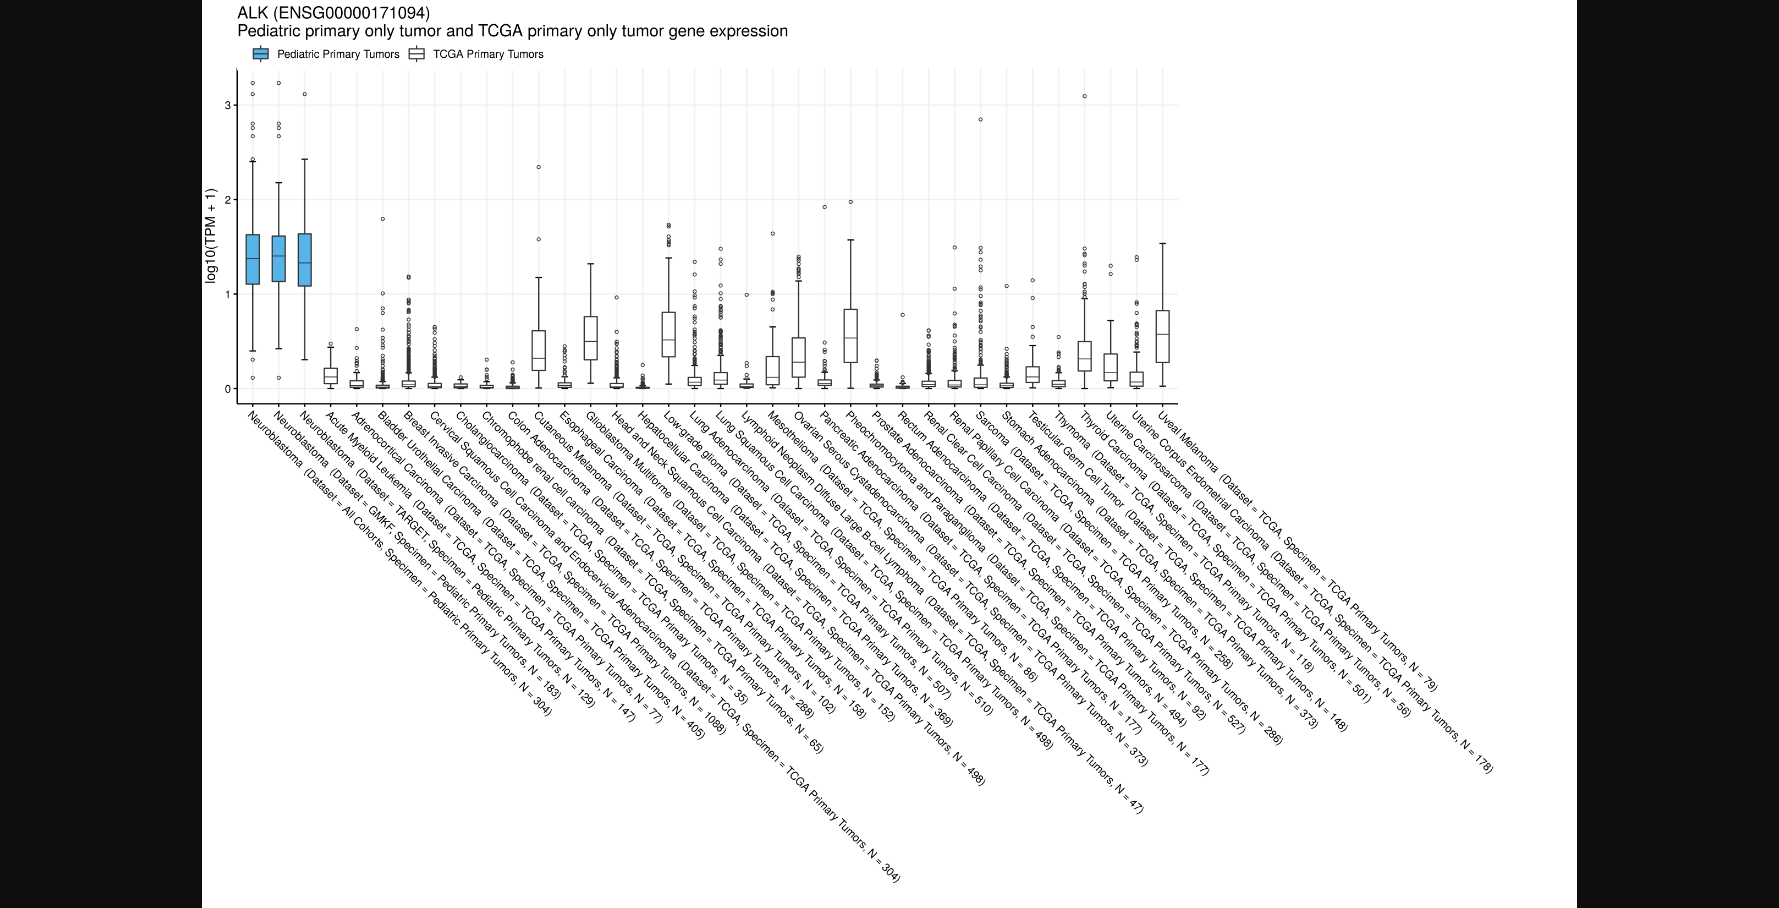 ALK (ENSG00000171094)
Pediatric primary only tumor and TCGA primary only tumor gene expression
Pediatric Primary Tumors TCGA Primary Tumors
log10(TPM + 1)
3
2
1
0
Neuroblastoma (Dataset = All Cohorts, Specimen = Pediatric Primary Tumors, N = 304)
Neuroblastoma (Dataset = GMKF, Specimen = Pediatric Primary Tumors, N = 183)
Neuroblastoma (Dataset = TARGET, Specimen = Pediatric Primary Tumors, N = 129)
Acute Myeloid Leukemia (Dataset = TCGA, Specimen = TCGA Primary Tumors, N = 147)
Adrenocortical Carcinoma (Dataset = TCGA, Specimen = TCGA Primary Tumors, N = 77)
Bladder Urothelial Carcinoma (Dataset = TCGA, Specimen = TCGA Primary Tumors, N = 405)
Breast Invasive Carcinoma (Dataset = TCGA, Specimen = TCGA Primary Tumors, N = 1088)
Cervical Squamous Cell Carcinoma and Endocervical Adenocarcinoma (Dataset = TCGA, Specimen = TCGA Primary Tumors, N = 304)
Cholangiocarcinoma (Dataset = TCGA, Specimen = TCGA Primary Tumors, N = 35)
Chromophobe renal cell carcinoma (Dataset = TCGA, Specimen = TCGA Primary Tumors, N = 65)
Colon Adenocarcinoma (Dataset = TCGA, Specimen = TCGA Primary Tumors, N = 288)
Cutaneous Melanoma (Dataset = TCGA, Specimen = TCGA Primary Tumors, N = 102)
Esophageal Carcinoma (Dataset = TCGA, Specimen = TCGA Primary Tumors, N = 158)
Glioblastoma Multiforme (Dataset = TCGA, Specimen = TCGA Primary Tumors, N = 152)
Head and Neck Squamous Cell Carcinoma (Dataset = TCGA, Specimen = TCGA Primary Tumors, N = 498)
Hepatocellular Carcinoma (Dataset = TCGA, Specimen = TCGA Primary Tumors, N = 369)
Low-grade glioma (Dataset = TCGA, Specimen = TCGA Primary Tumors, N = 507)
Lung Adenocarcinoma (Dataset = TCGA, Specimen = TCGA Primary Tumors, N = 510)
Lung Squamous Cell Carcinoma (Dataset = TCGA, Specimen = TCGA Primary Tumors, N = 498)
Lymphoid Neoplasm Diffuse Large B-cell Lymphoma (Dataset = TCGA, Specimen = TCGA Primary Tumors, N = 47)
Mesothelioma (Dataset = TCGA, Specimen = TCGA Primary Tumors, N = 86)
Ovarian Serous Cystadenocarcinoma (Dataset = TCGA, Specimen = TCGA Primary Tumors, N = 373)
Pancreatic Adenocarcinoma (Dataset = TCGA, Specimen = TCGA Primary Tumors, N = 177)
Pheochromocytoma and Paraganglioma (Dataset = TCGA, Specimen = TCGA Primary Tumors, N = 177)
Prostate Adenocarcinoma (Dataset = TCGA, Specimen = TCGA Primary Tumors, N = 494)
Rectum Adenocarcinoma (Dataset = TCGA, Specimen = TCGA Primary Tumors, N = 92)
Renal Clear Cell Carcinoma (Dataset = TCGA, Specimen = TCGA Primary Tumors, N = 527)
Renal Papillary Cell Carcinoma (Dataset = TCGA, Specimen = TCGA Primary Tumors, N = 286)
Sarcoma (Dataset = TCGA, Specimen = TCGA Primary Tumors, N = 258)
Stomach Adenocarcinoma (Dataset = TCGA, Specimen = TCGA Primary Tumors, N = 373)
Testicular Germ Cell Tumor (Dataset = TCGA, Specimen = TCGA Primary Tumors, N = 148)
Thymoma (Dataset = TCGA, Specimen = TCGA Primary Tumors, N = 118)
Thyroid Carcinoma (Dataset = TCGA, Specimen = TCGA Primary Tumors, N = 501)
Uterine Carcinosarcoma (Dataset = TCGA, Specimen = TCGA Primary Tumors, N = 56)
Uterine Corpus Endometrial Carcinoma (Dataset = TCGA, Specimen = TCGA Primary Tumors, N = 178)
Uveal Melanoma (Dataset = TCGA, Specimen = TCGA Primary Tumors, N = 79)